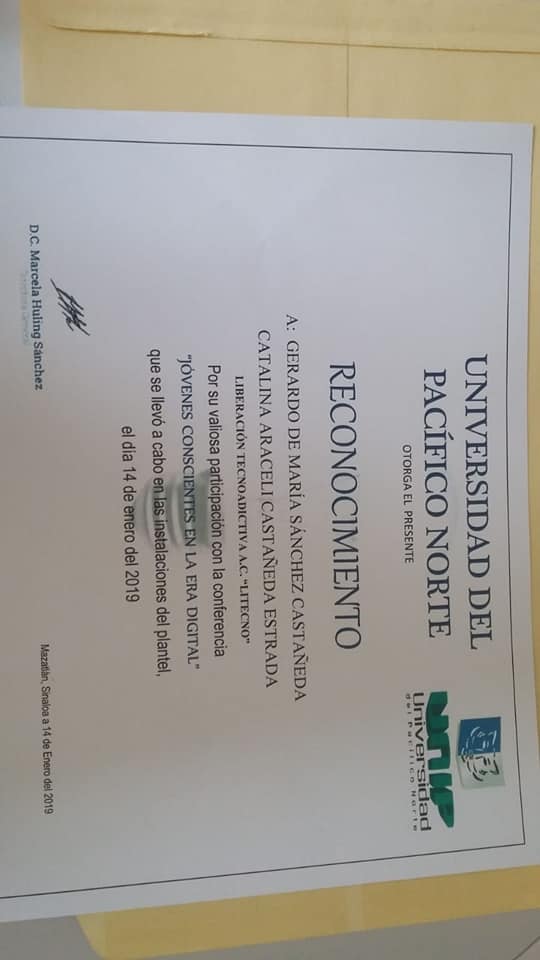 UNIVERSIDAD DEL
PACÍFICO NORTE
OTORGA EL PRESENTE
UNIP
Universidad
del Pacífico Norte
RECONOCIMIENTO
A: GERARDO DE MARÍA SÁNCHEZ CASTAÑEDA
CATALINA ARACELI CASTAÑEDA ESTRADA
LIBERACIÓN TECNOADICTIVA A.C. "LITECNO"
Por su valiosa participación con la conferencia
"JÓVENES CONSCIENTES EN LA ERA DIGITAL"
que se llevó a cabo en las instalaciones del plantel,
el día 14 de enero del 2019
D.C. Marcela Huling Sánchez
Mazatlán, Sinaloa a 14 de Enero del 2019